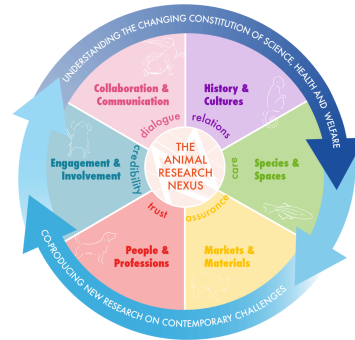 UNDERSTANDING THE CHANGING CONSTITUTION OF SCIENCE, HEALTH AND WELFARE
Collaboration &
Communication
History &
Cultures
dialogue
relations
Engagement &
Involvement
credibility
THE
ANIMAL
RESEARCH
NEXUS
care
Species &
Spaces
trust
assurance
People &
Professions
Markets &
Materials
CO-PRODUCING NEW RESEARCH ON CONTEMPORARY CHALLENGES